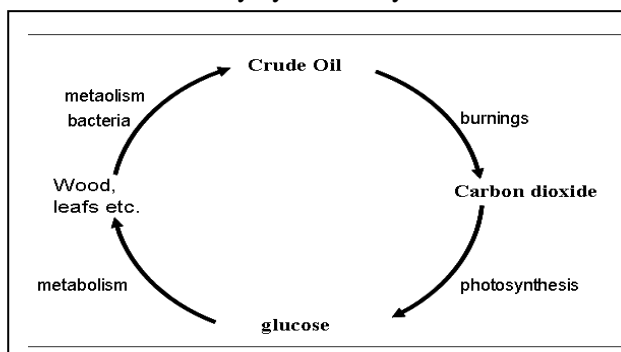 Crude Oil
metaolism
bacteria
burnings
Wood,
leafs etc.
Carbon dioxide
metabolism
photosynthesis
glucose